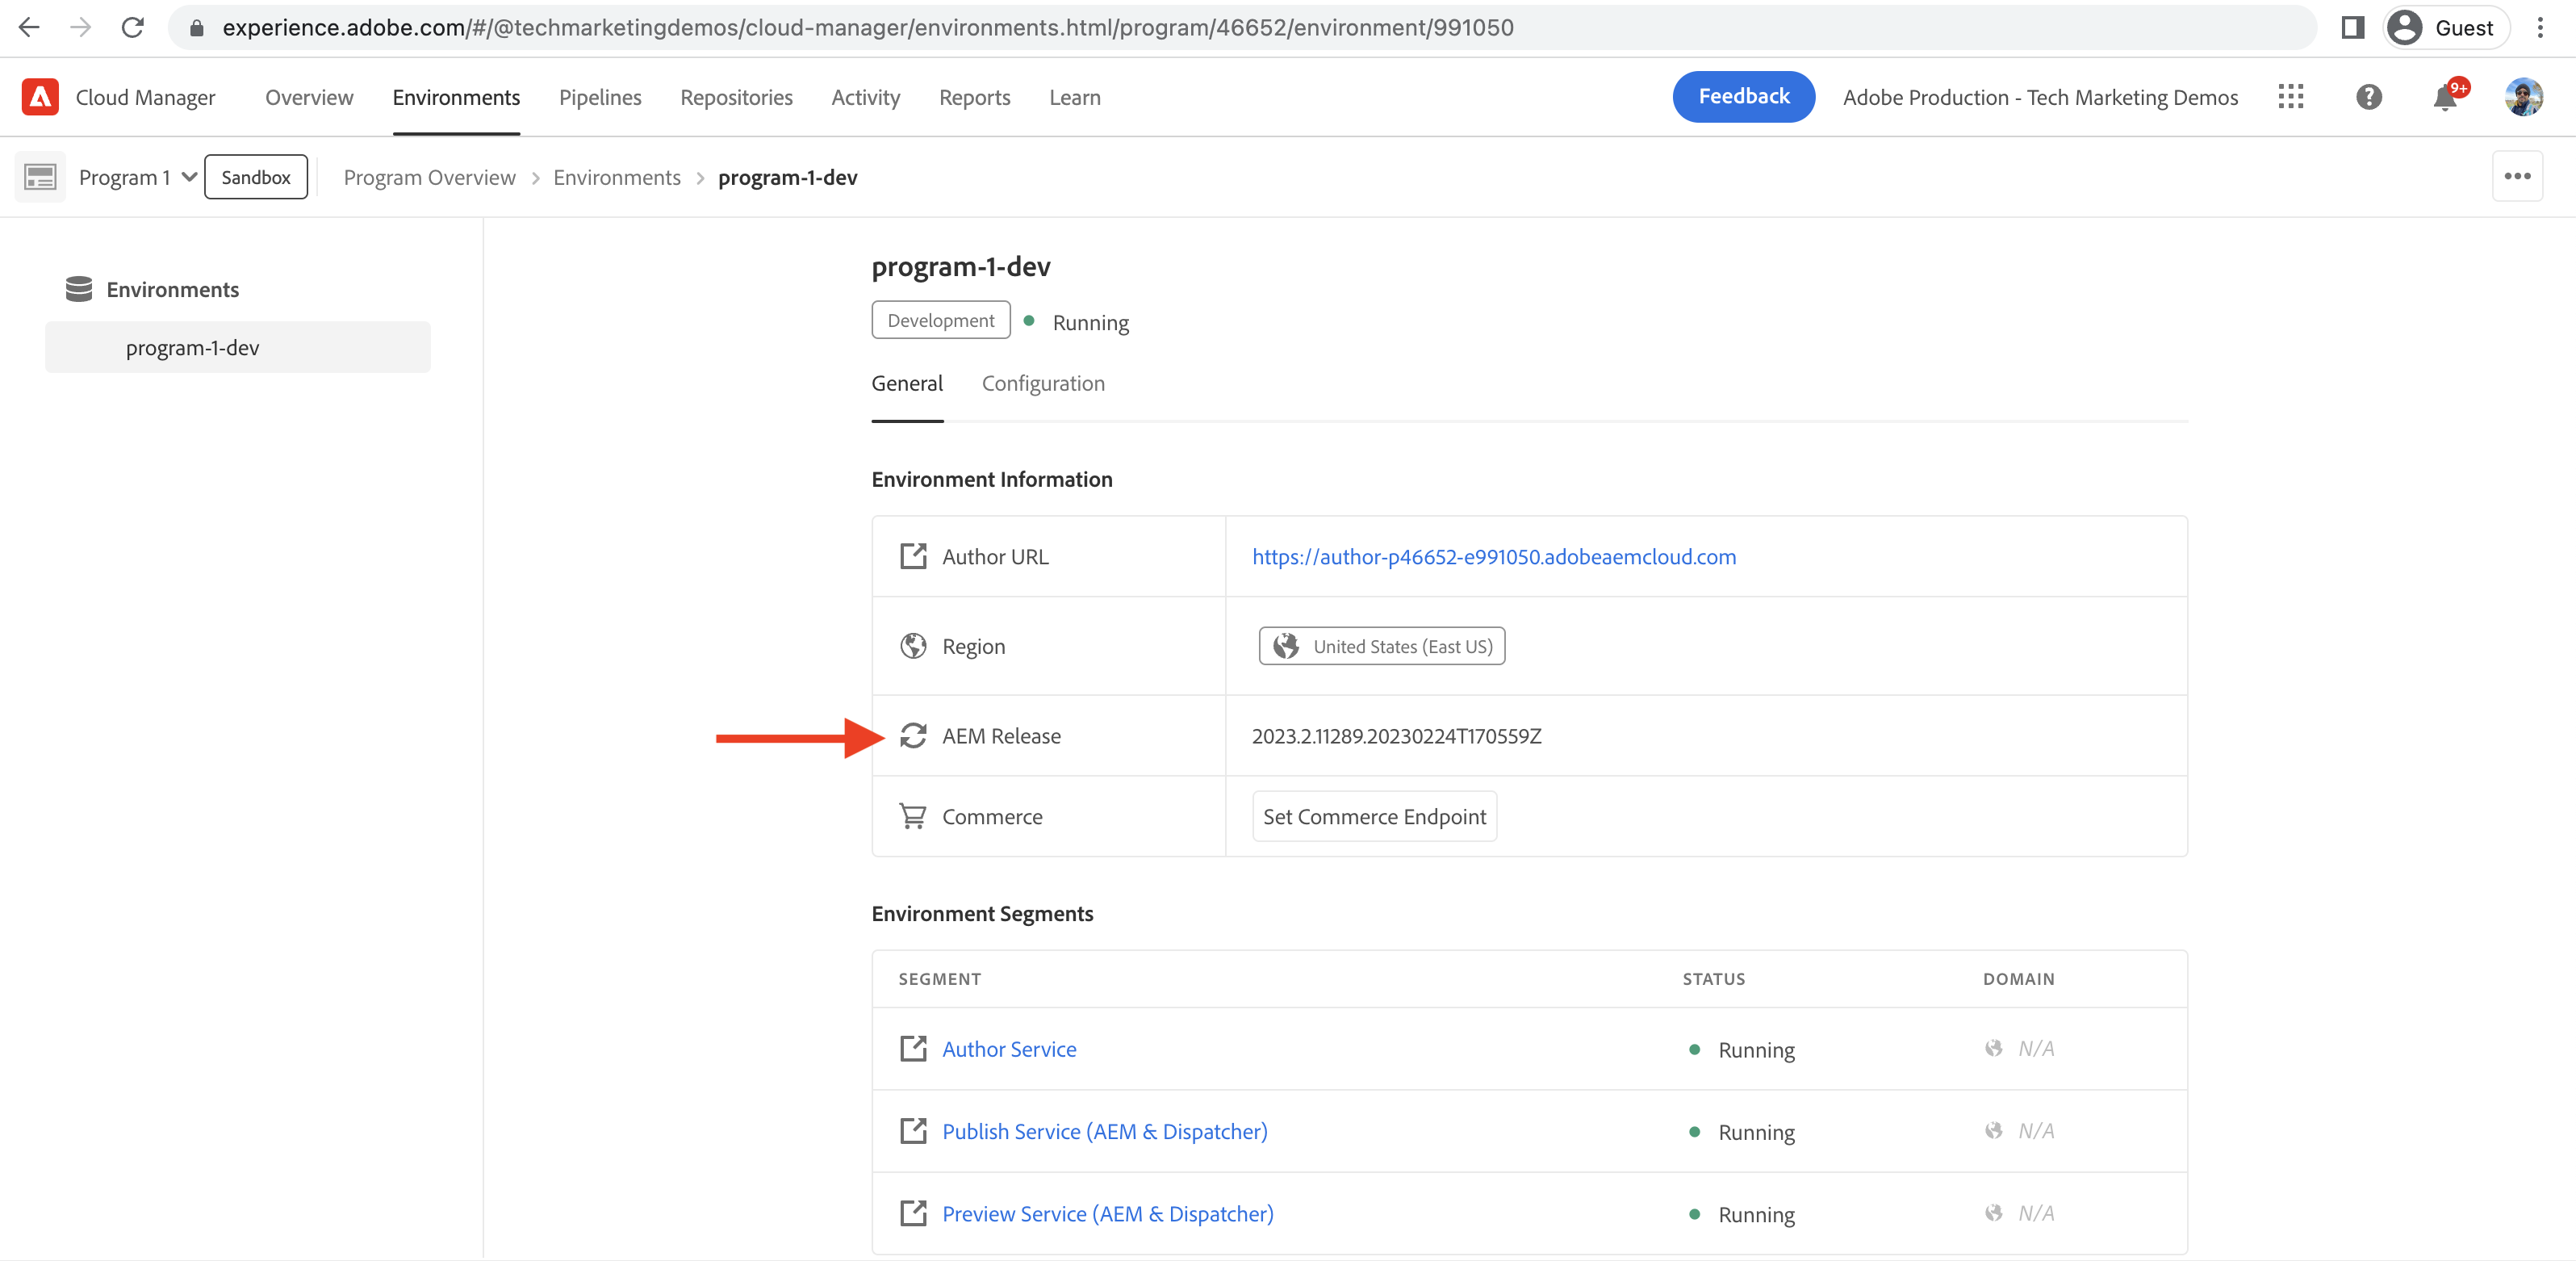 experience.adobe.com/#/@techmarketingdemos/cloud-manager/environments.html/program/46652/environment/991050
Guest
Cloud Manager Overview Environments Pipelines Repositories Activity Reports Learn Feedback Adobe Production - Tech Marketing Demos 9+
Program 1 Sandbox Program Overview > Environments > program-1-dev
Environments
program-1-dev
program-1-dev
Development Running
General Configuration
Environment Information
Author URL https://author-p46652-e991050.adobeaemcloud.com
Region United States (East US)
AEM Release 2023.2.11289.20230224T170559Z
Commerce Set Commerce Endpoint
Environment Segments
SEGMENT STATUS DOMAIN
Author Service Running N/A
Publish Service (AEM & Dispatcher) Running N/A
Preview Service (AEM & Dispatcher) Running N/A